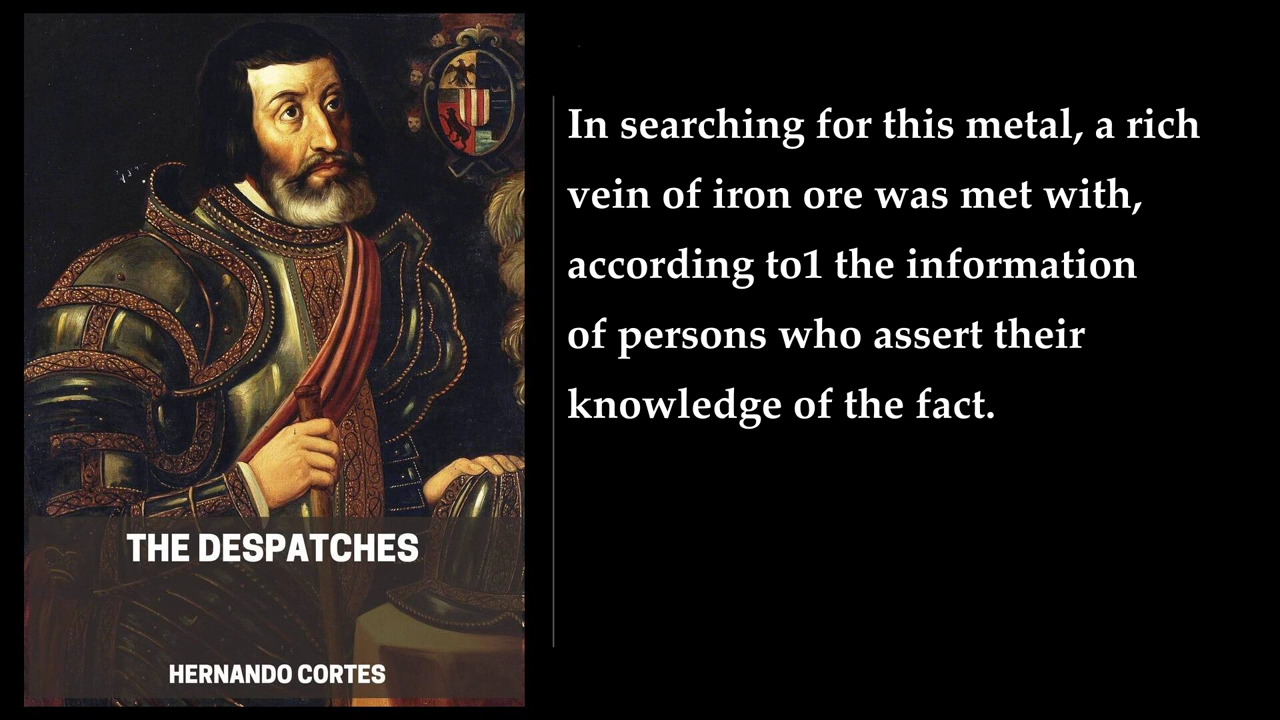 In searching for this metal, a rich
vein of iron ore was met with,
according to1 the information
of persons who assert their
knowledge of the fact.
THE DESPATCHES
HERNANDO CORTES